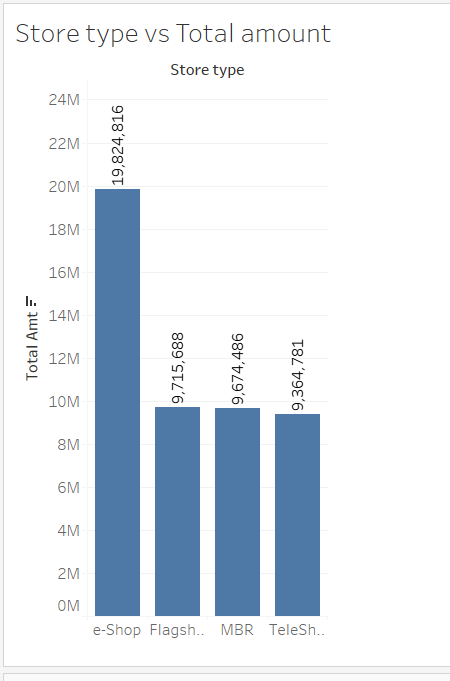 Store type vs Total amount
Store type
24M
22M
20M
18M
16M
14M
12M
10M
8M
6M
4M
2M
0M
Total Amt
19,824,816
9,715,688
9,674,486
9,364,781
e-Shop Flagsh.. MBR TeleSh..